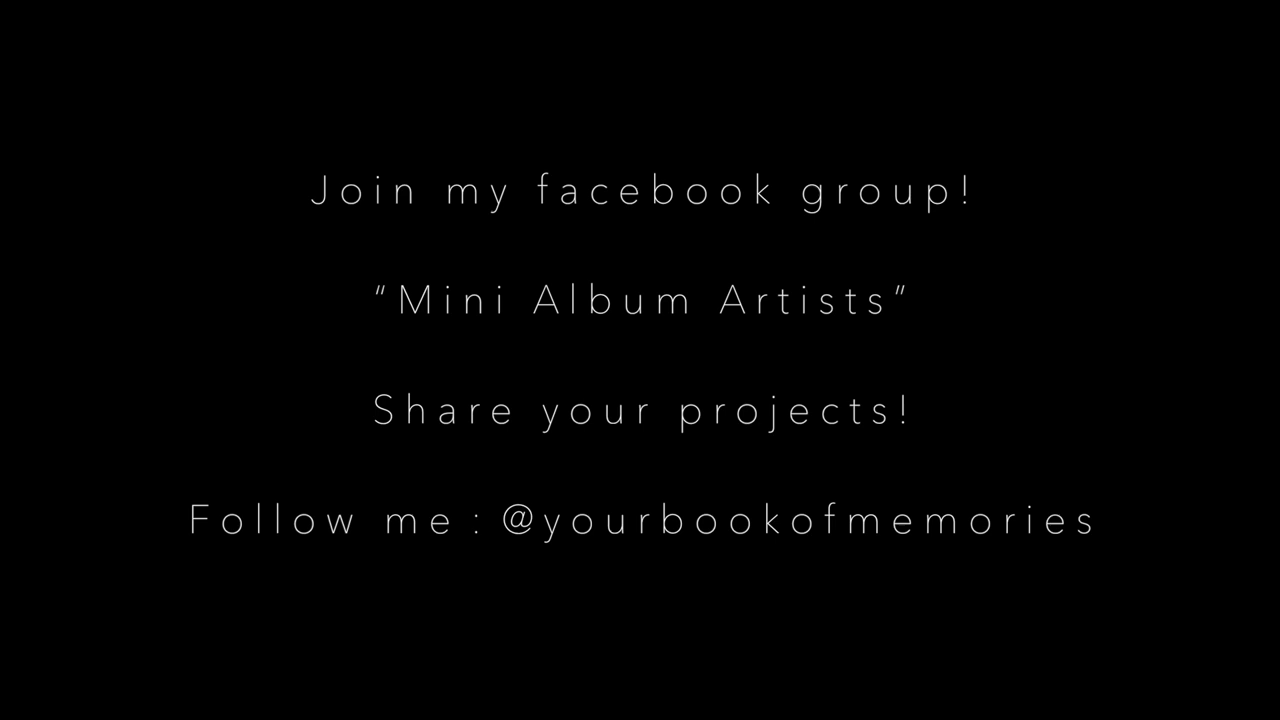 Join my facebook group!
"Mini Album Artists"
Share your projects!
Follow me : @yourbookofmemories